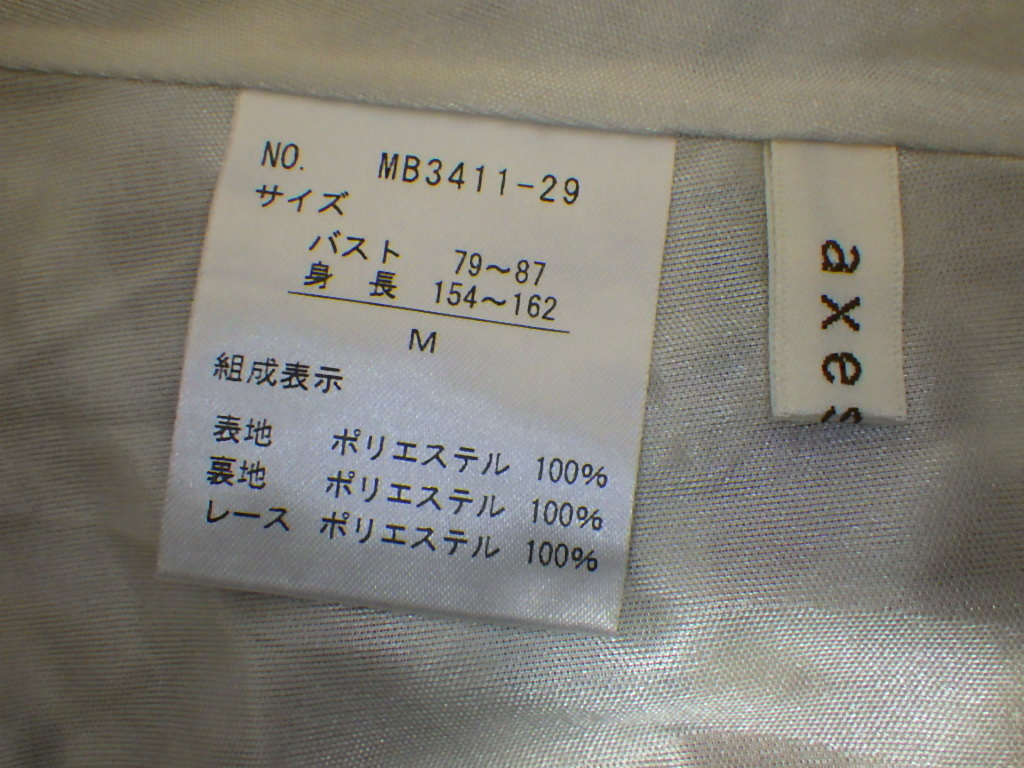 NO. MB3411-29
サイズ
バスト 79～87
身長 154～162
M
組成表示
表地 ポリエステル 100%
裏地 ポリエステル 100%
レース ポリエステル 100%
axes